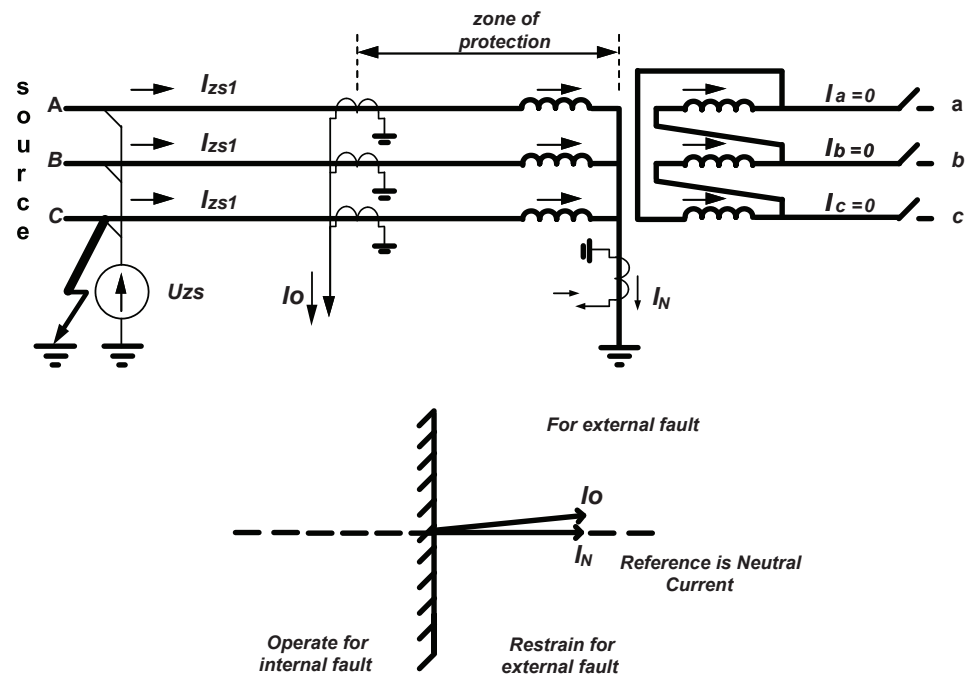 zone of
protection
source
A
Izs1
B
Izs1
C
Izs1
Ia=0
a
Ib=0
b
Ic=0
c
Uzs
Io
IN
For external fault
Io
IN
Reference is Neutral
Current
Operate for
internal fault
Restrain for
external fault